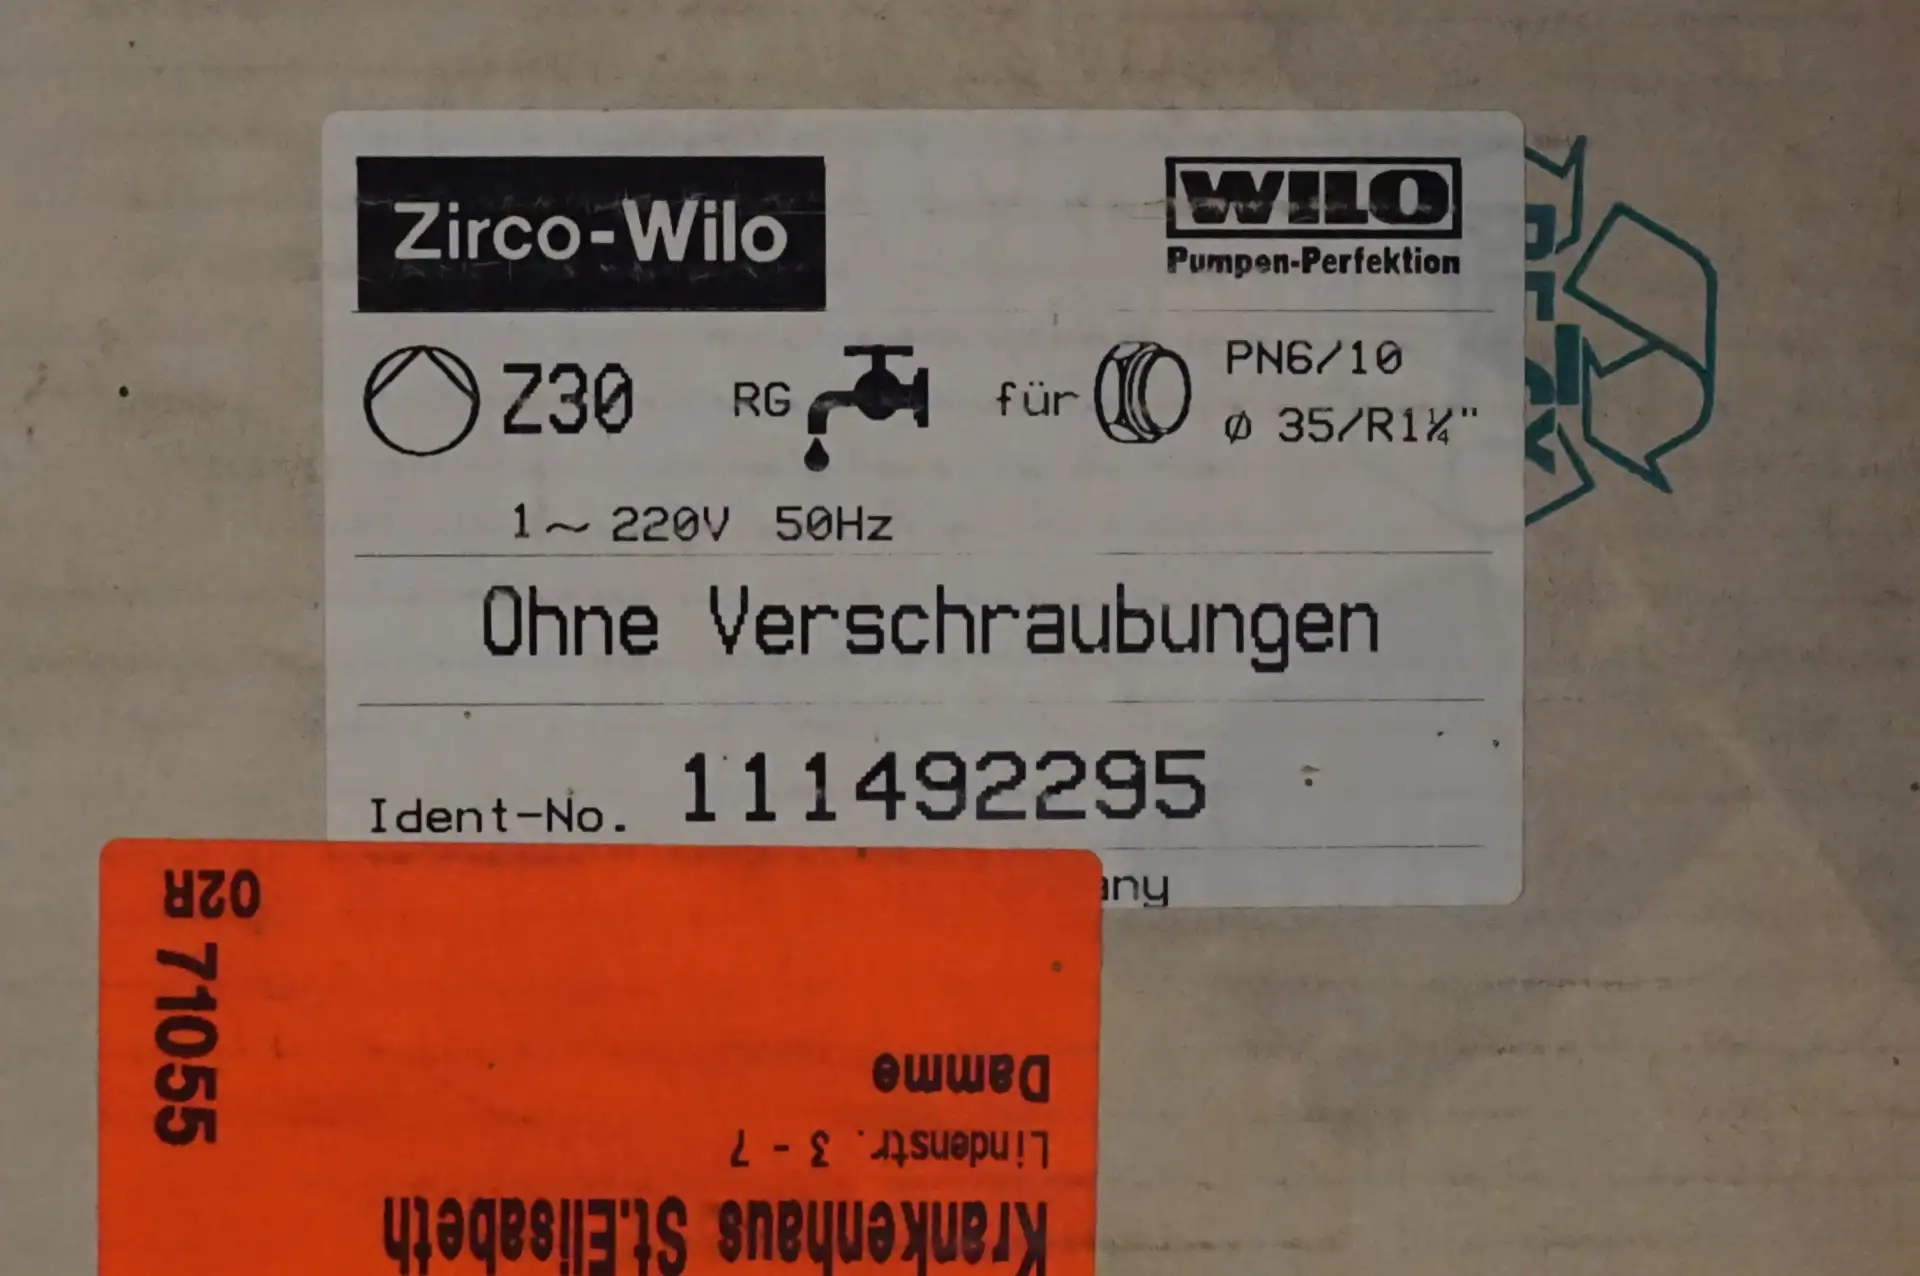 Zirco-Wilo
WILO
Pumpen-Perfektion
Z30 RG für PN6/10
ø 35/R1¼"
1~ 220V 50Hz
Ohne Verschraubungen
Ident-No. 111492295
any
02R 71055
Krankenhaus St.Elisabeth
Lindenstr. 3 - 7
Damme